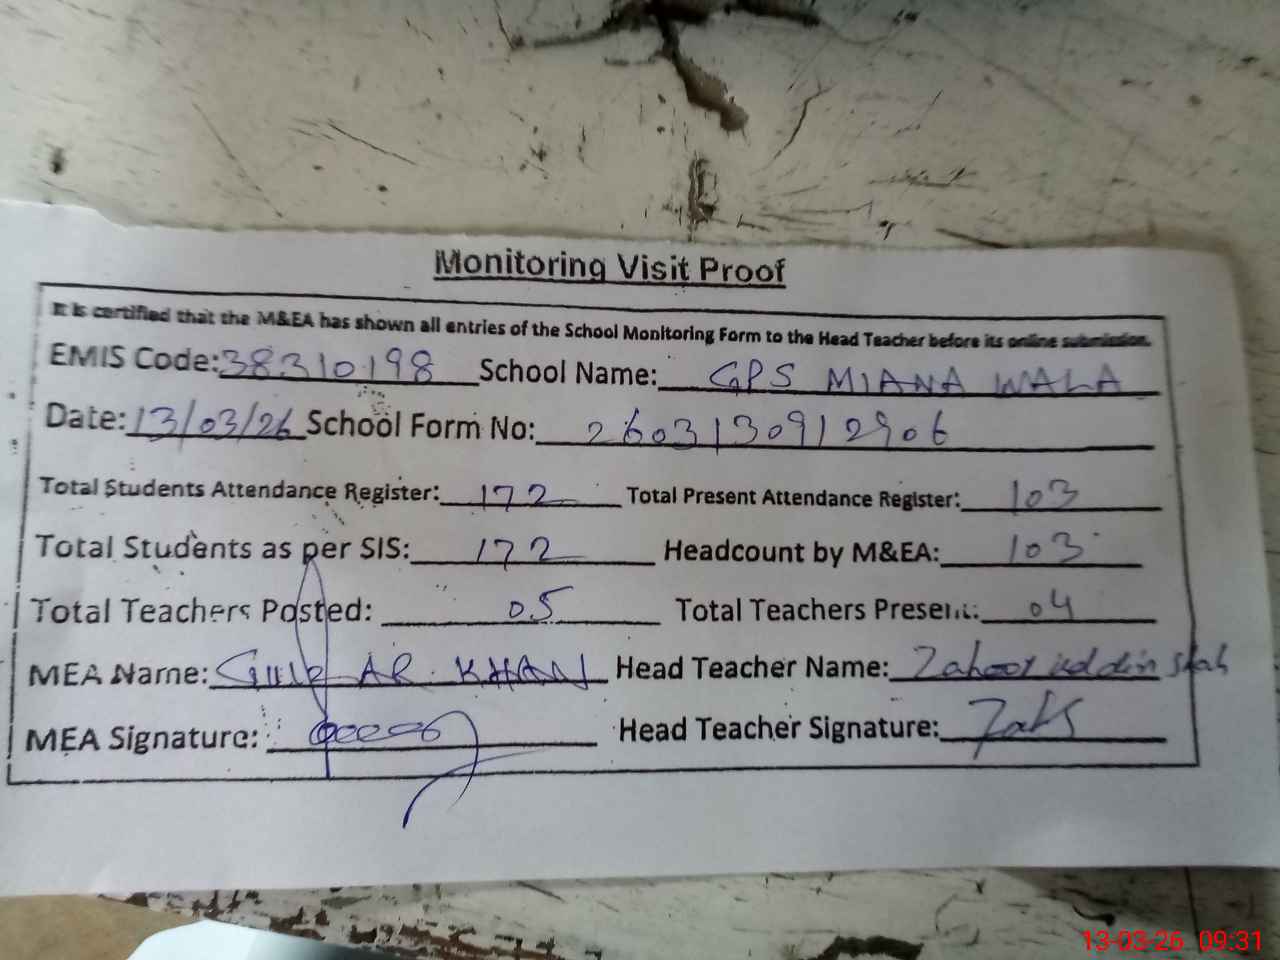 Monitoring Visit Proof
It is certified that the M&EA has shown all entries of the School Monitoring Form to the Head Teacher before its online submission.
EMIS Code: 38310198 School Name: GPS MIANA WALA
Date: 13/03/26 School Form No: 2603130912906
Total Students Attendance Register: 172 Total Present Attendance Register: 103
Total Students as per SIS: 172 Headcount by M&EA: 103
Total Teachers Posted: 05 Total Teachers Present: 04
MEA Name: AR KHAN Head Teacher Name: Zahoor uddin shah
MEA Signature: Head Teacher Signature:
13-03-26 09:31